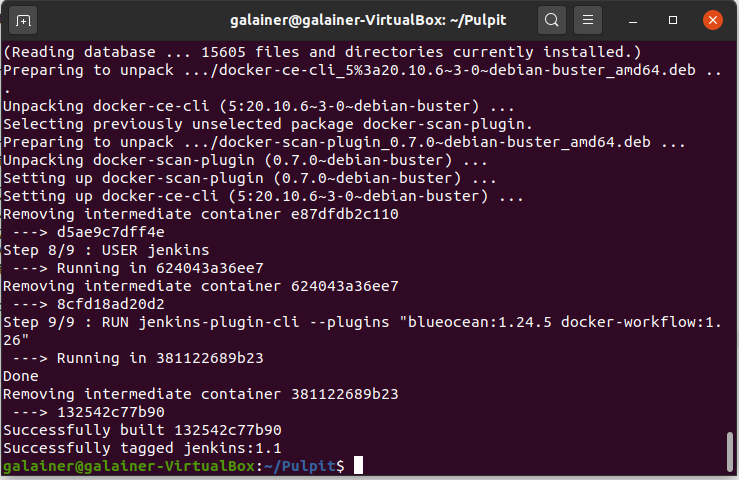 galainer@galainer-VirtualBox: ~/Pulpit
(Reading database ... 15605 files and directories currently installed.)
Preparing to unpack .../docker-ce-cli_5%3a20.10.6~3-0~debian-buster_amd64.deb ..
.
Unpacking docker-ce-cli (5:20.10.6~3-0~debian-buster) ...
Selecting previously unselected package docker-scan-plugin.
Preparing to unpack .../docker-scan-plugin_0.7.0~debian-buster_amd64.deb ...
Unpacking docker-scan-plugin (0.7.0~debian-buster) ...
Setting up docker-scan-plugin (0.7.0~debian-buster) ...
Setting up docker-ce-cli (5:20.10.6~3-0~debian-buster) ...
Removing intermediate container e87dfdb2c110
 ---> d5ae9c7dff4e
Step 8/9 : USER jenkins
 ---> Running in 624043a36ee7
Removing intermediate container 624043a36ee7
 ---> 8cfd18ad20d2
Step 9/9 : RUN jenkins-plugin-cli --plugins "blueocean:1.24.5 docker-workflow:1.
26"
 ---> Running in 381122689b23
Done
Removing intermediate container 381122689b23
 ---> 132542c77b90
Successfully built 132542c77b90
Successfully tagged jenkins:1.1
galainer@galainer-VirtualBox:~/Pulpit$